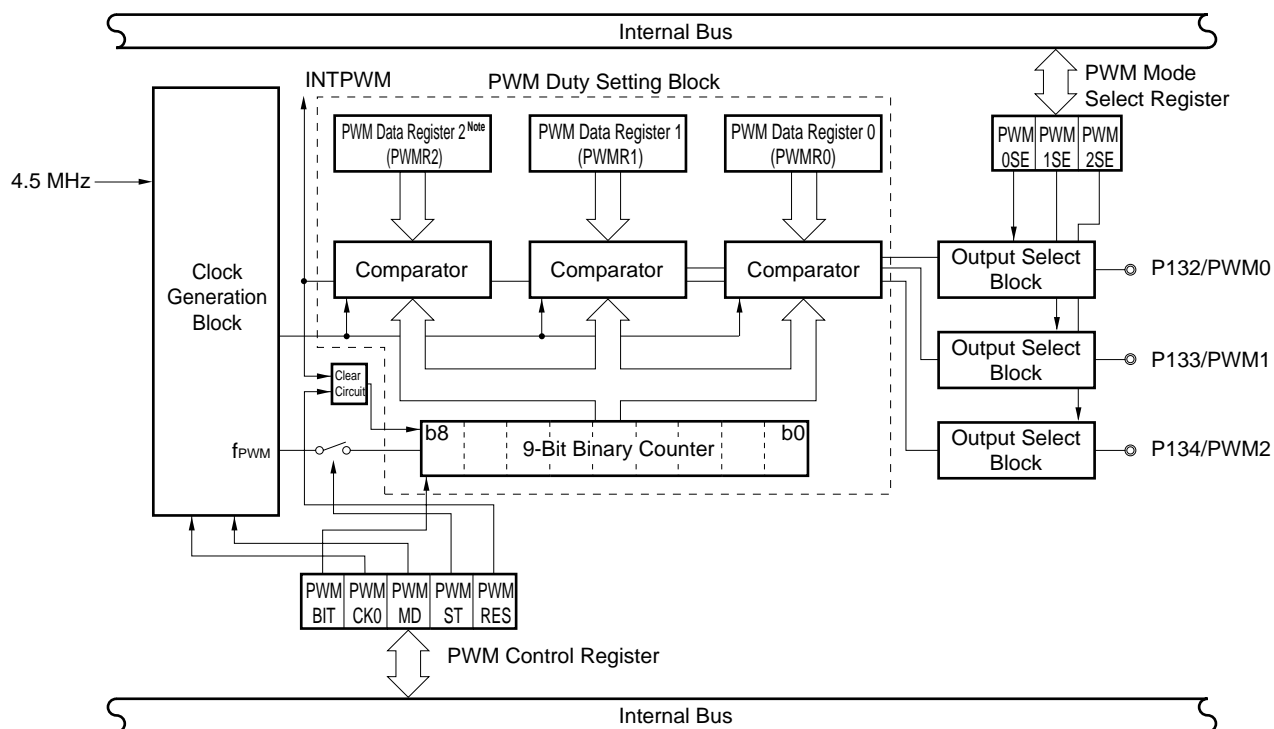 Internal Bus
INTPWM
PWM Duty Setting Block
PWM Mode
Select Register
PWM Data Register 2 Note
(PWMR2)
PWM Data Register 1
(PWMR1)
PWM Data Register 0
(PWMR0)
PWM PWM PWM
0SE 1SE 2SE
4.5 MHz
Clock
Generation
Block
Comparator
Comparator
Comparator
Output Select
Block
P132/PWM0
Output Select
Block
P133/PWM1
Clear
Circuit
b8
b0
9-Bit Binary Counter
fPWM
Output Select
Block
P134/PWM2
PWM PWM PWM PWM PWM
BIT CK0 MD ST RES
PWM Control Register
Internal Bus